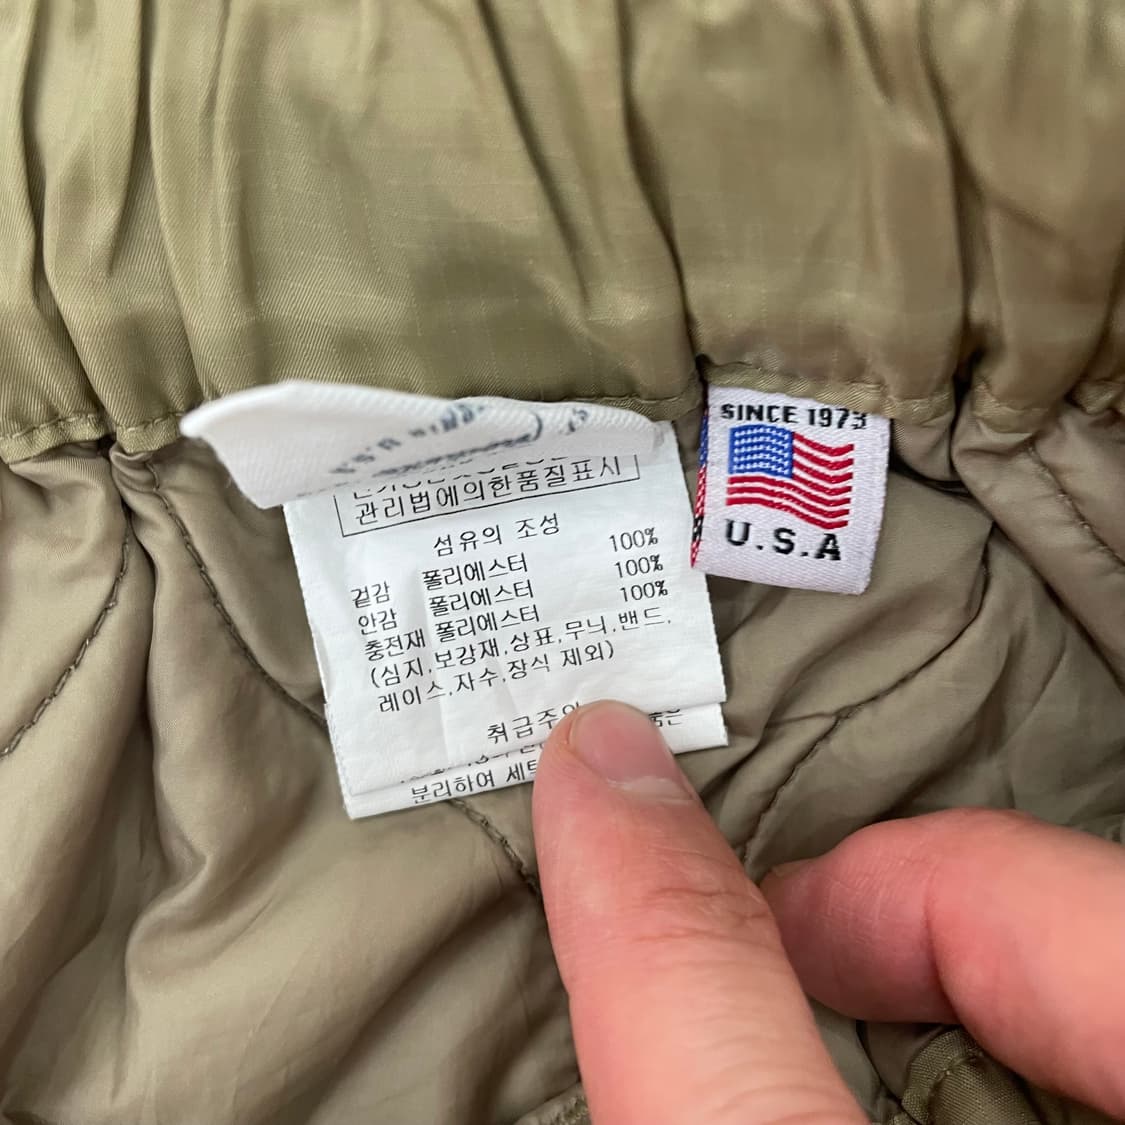 관리법에의한품질표시
섬유의 조성
겉감 폴리에스터 100%
안감 폴리에스터 100%
충전재 폴리에스터 100%
(심지,보강재,상표,무늬,밴드,
레이스,자수,장식 제외)
분리하여
SINCE 1973
U.S.A